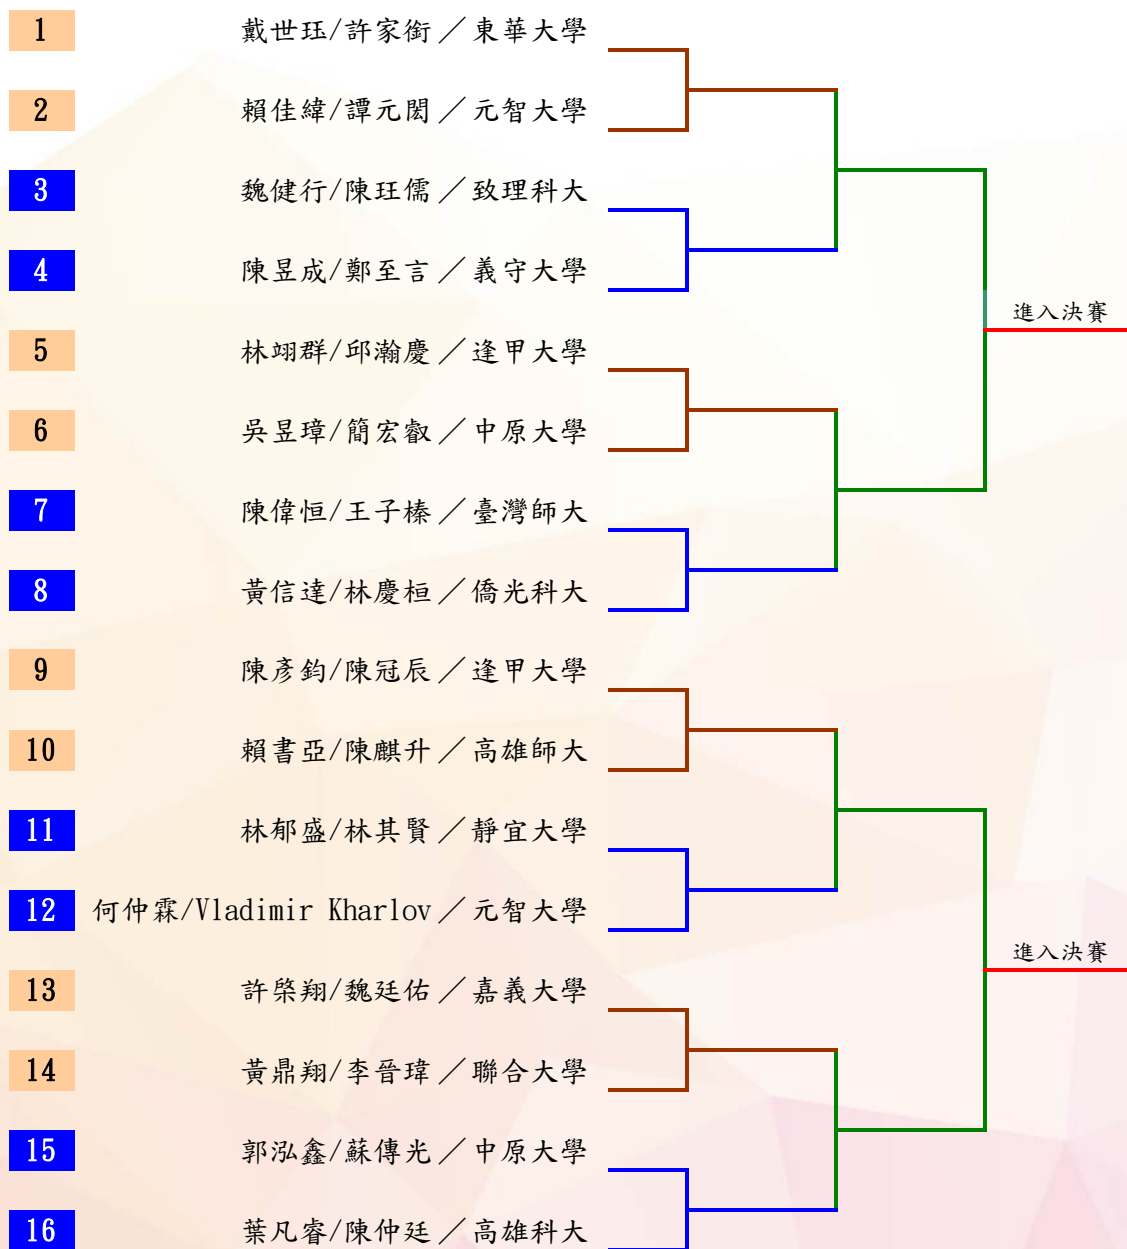 1 戴世珏/許家銜／東華大學
2 賴佳緯/譚元閎／元智大學
3 魏健行/陳玨儒／致理科大
4 陳昱成/鄭至言／義守大學
進入決賽
5 林翊群/邱瀚慶／逢甲大學
6 吳昱璋/簡宏叡／中原大學
7 陳偉恒/王子榛／臺灣師大
8 黃信達/林慶桓／僑光科大
9 陳彥鈞/陳冠辰／逢甲大學
10 賴書亞/陳麒升／高雄師大
11 林郁盛/林其賢／靜宜大學
12 何仲霖/Vladimir Kharlov／元智大學
進入決賽
13 許棨翔/魏廷佑／嘉義大學
14 黃鼎翔/李晉瑋／聯合大學
15 郭泓鑫/蘇傳光／中原大學
16 葉凡睿/陳仲廷／高雄科大